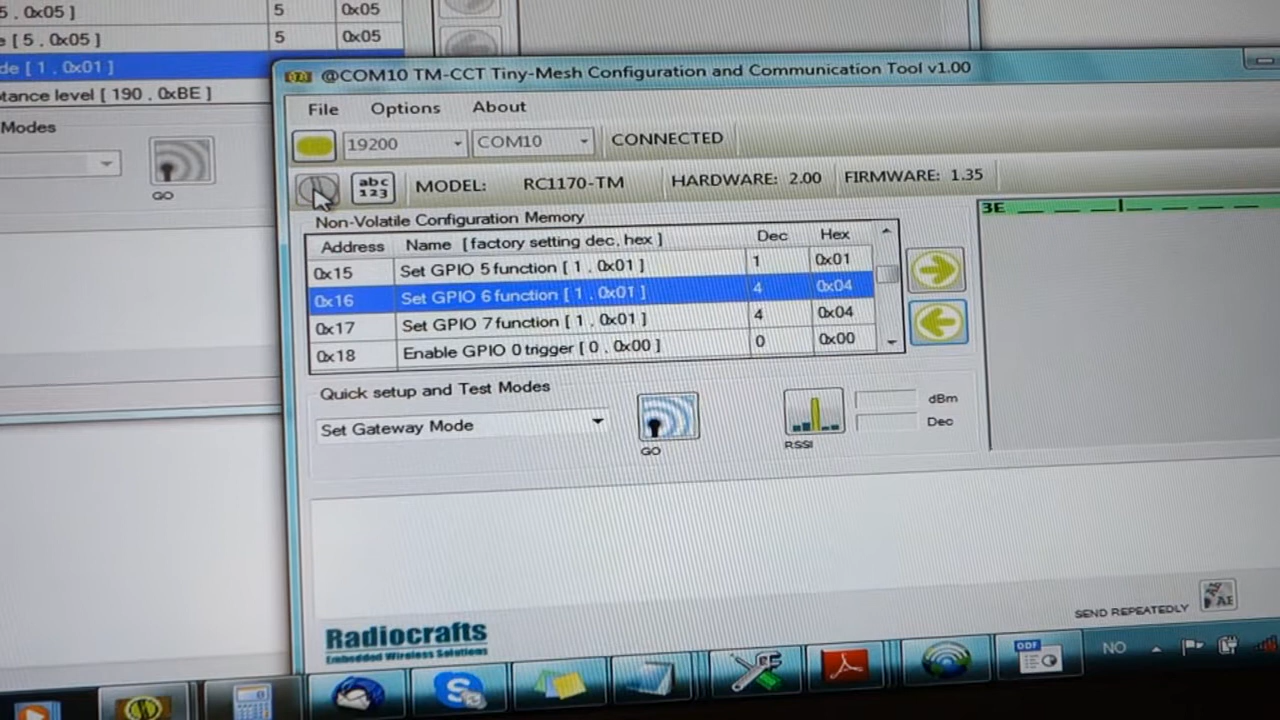 5 . 0x05 ] 5 0x05
e [ 5 . 0x05 ] 5 0x05
de [ 1 . 0x01 ]
tance level [ 190 . 0xBE ]
Modes
GO
@COM10 TM-CCT Tiny-Mesh Configuration and Communication Tool v1.00
File Options About
19200 COM10 CONNECTED
abc 123 MODEL: RC1170-TM HARDWARE: 2.00 FIRMWARE: 1.35
Non-Volatile Configuration Memory
Address Name [factory setting dec, hex ] Dec Hex
0x15 Set GPIO 5 function [ 1 . 0x01 ] 1 0x01
0x16 Set GPIO 6 function [ 1 . 0x01 ] 4 0x04
0x17 Set GPIO 7 function [ 1 . 0x01 ] 4 0x04
0x18 Enable GPIO 0 trigger [ 0 . 0x00 ] 0 0x00
3E
Quick setup and Test Modes
Set Gateway Mode
GO
RSSI
dBm
Dec
SEND REPEATEDLY
AE
Radiocrafts
Embedded Wireless Solutions
ODF
NO